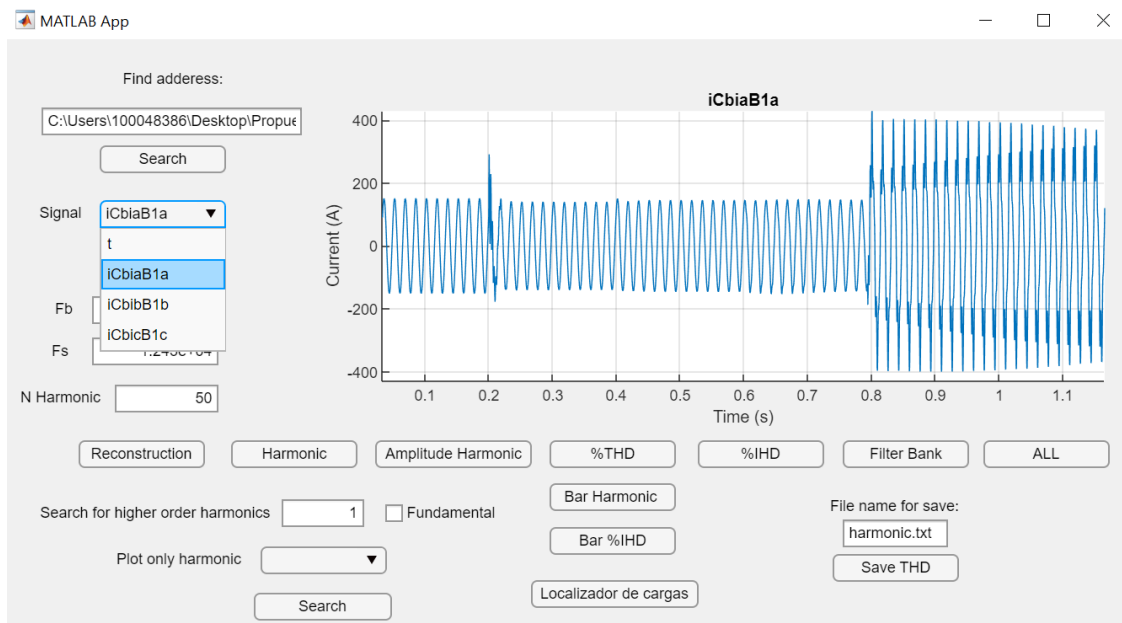 MATLAB App
Find adderess:
C:\Users\100048386\Desktop\Propue
Search
Signal
iCbiaB1a
t
iCbiaB1a
iCbibB1b
iCbicB1c
Fb
Fs
N Harmonic
50
iCbiaB1a
Current (A)
400
200
0
-200
-400
0.1 0.2 0.3 0.4 0.5 0.6 0.7 0.8 0.9 1 1.1
Time (s)
Reconstruction Harmonic Amplitude Harmonic %THD %IHD Filter Bank ALL
Search for higher order harmonics 1 Fundamental
Plot only harmonic
Search
Bar Harmonic
Bar %IHD
Localizador de cargas
File name for save:
harmonic.txt
Save THD